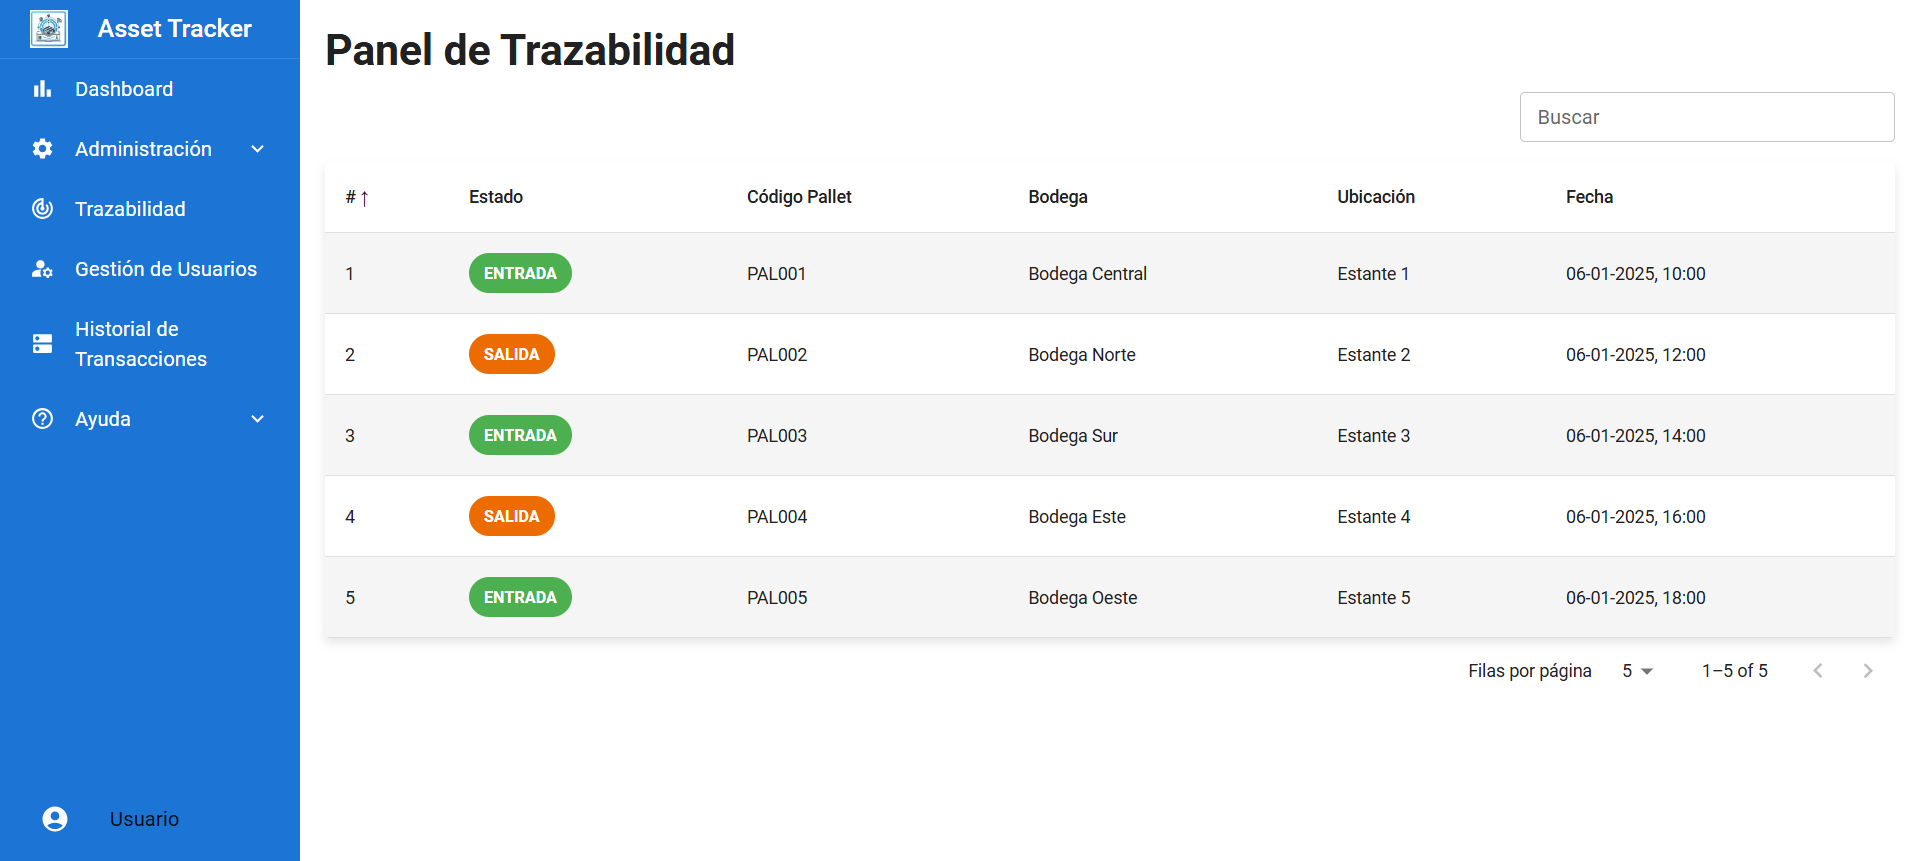 Asset Tracker
Dashboard
Administración
Trazabilidad
Gestión de Usuarios
Historial de
Transacciones
Ayuda
Usuario
Panel de Trazabilidad
Buscar
# ↑ Estado Código Pallet Bodega Ubicación Fecha
1 ENTRADA PAL001 Bodega Central Estante 1 06-01-2025, 10:00
2 SALIDA PAL002 Bodega Norte Estante 2 06-01-2025, 12:00
3 ENTRADA PAL003 Bodega Sur Estante 3 06-01-2025, 14:00
4 SALIDA PAL004 Bodega Este Estante 4 06-01-2025, 16:00
5 ENTRADA PAL005 Bodega Oeste Estante 5 06-01-2025, 18:00
Filas por página 5 1–5 of 5